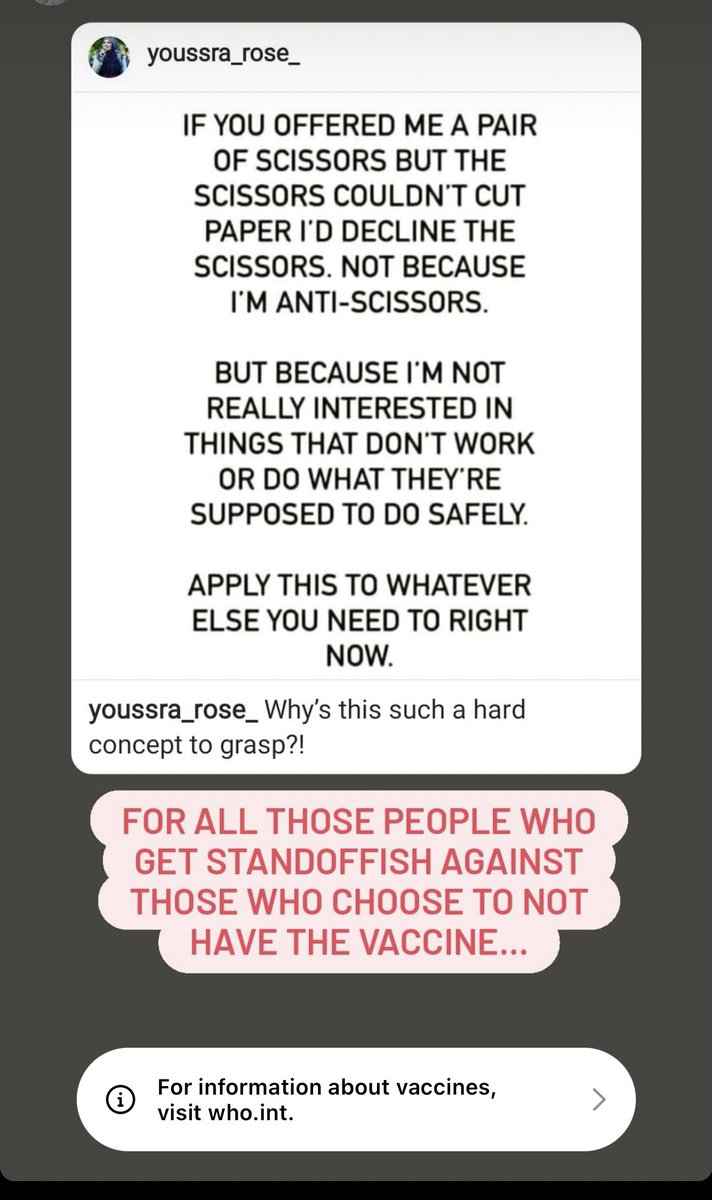 youssra_rose_
IF YOU OFFERED ME A PAIR
OF SCISSORS BUT THE
SCISSORS COULDN'T CUT
PAPER I'D DECLINE THE
SCISSORS. NOT BECAUSE
I'M ANTI-SCISSORS.
BUT BECAUSE I'M NOT
REALLY INTERESTED IN
THINGS THAT DON'T WORK
OR DO WHAT THEY'RE
SUPPOSED TO DO SAFELY.
APPLY THIS TO WHATEVER
ELSE YOU NEED TO RIGHT
NOW.
youssra_rose_ Why's this such a hard
concept to grasp?!
FOR ALL THOSE PEOPLE WHO
GET STANDOFFISH AGAINST
THOSE WHO CHOOSE TO NOT
HAVE THE VACCINE...
For information about vaccines,
visit who.int.